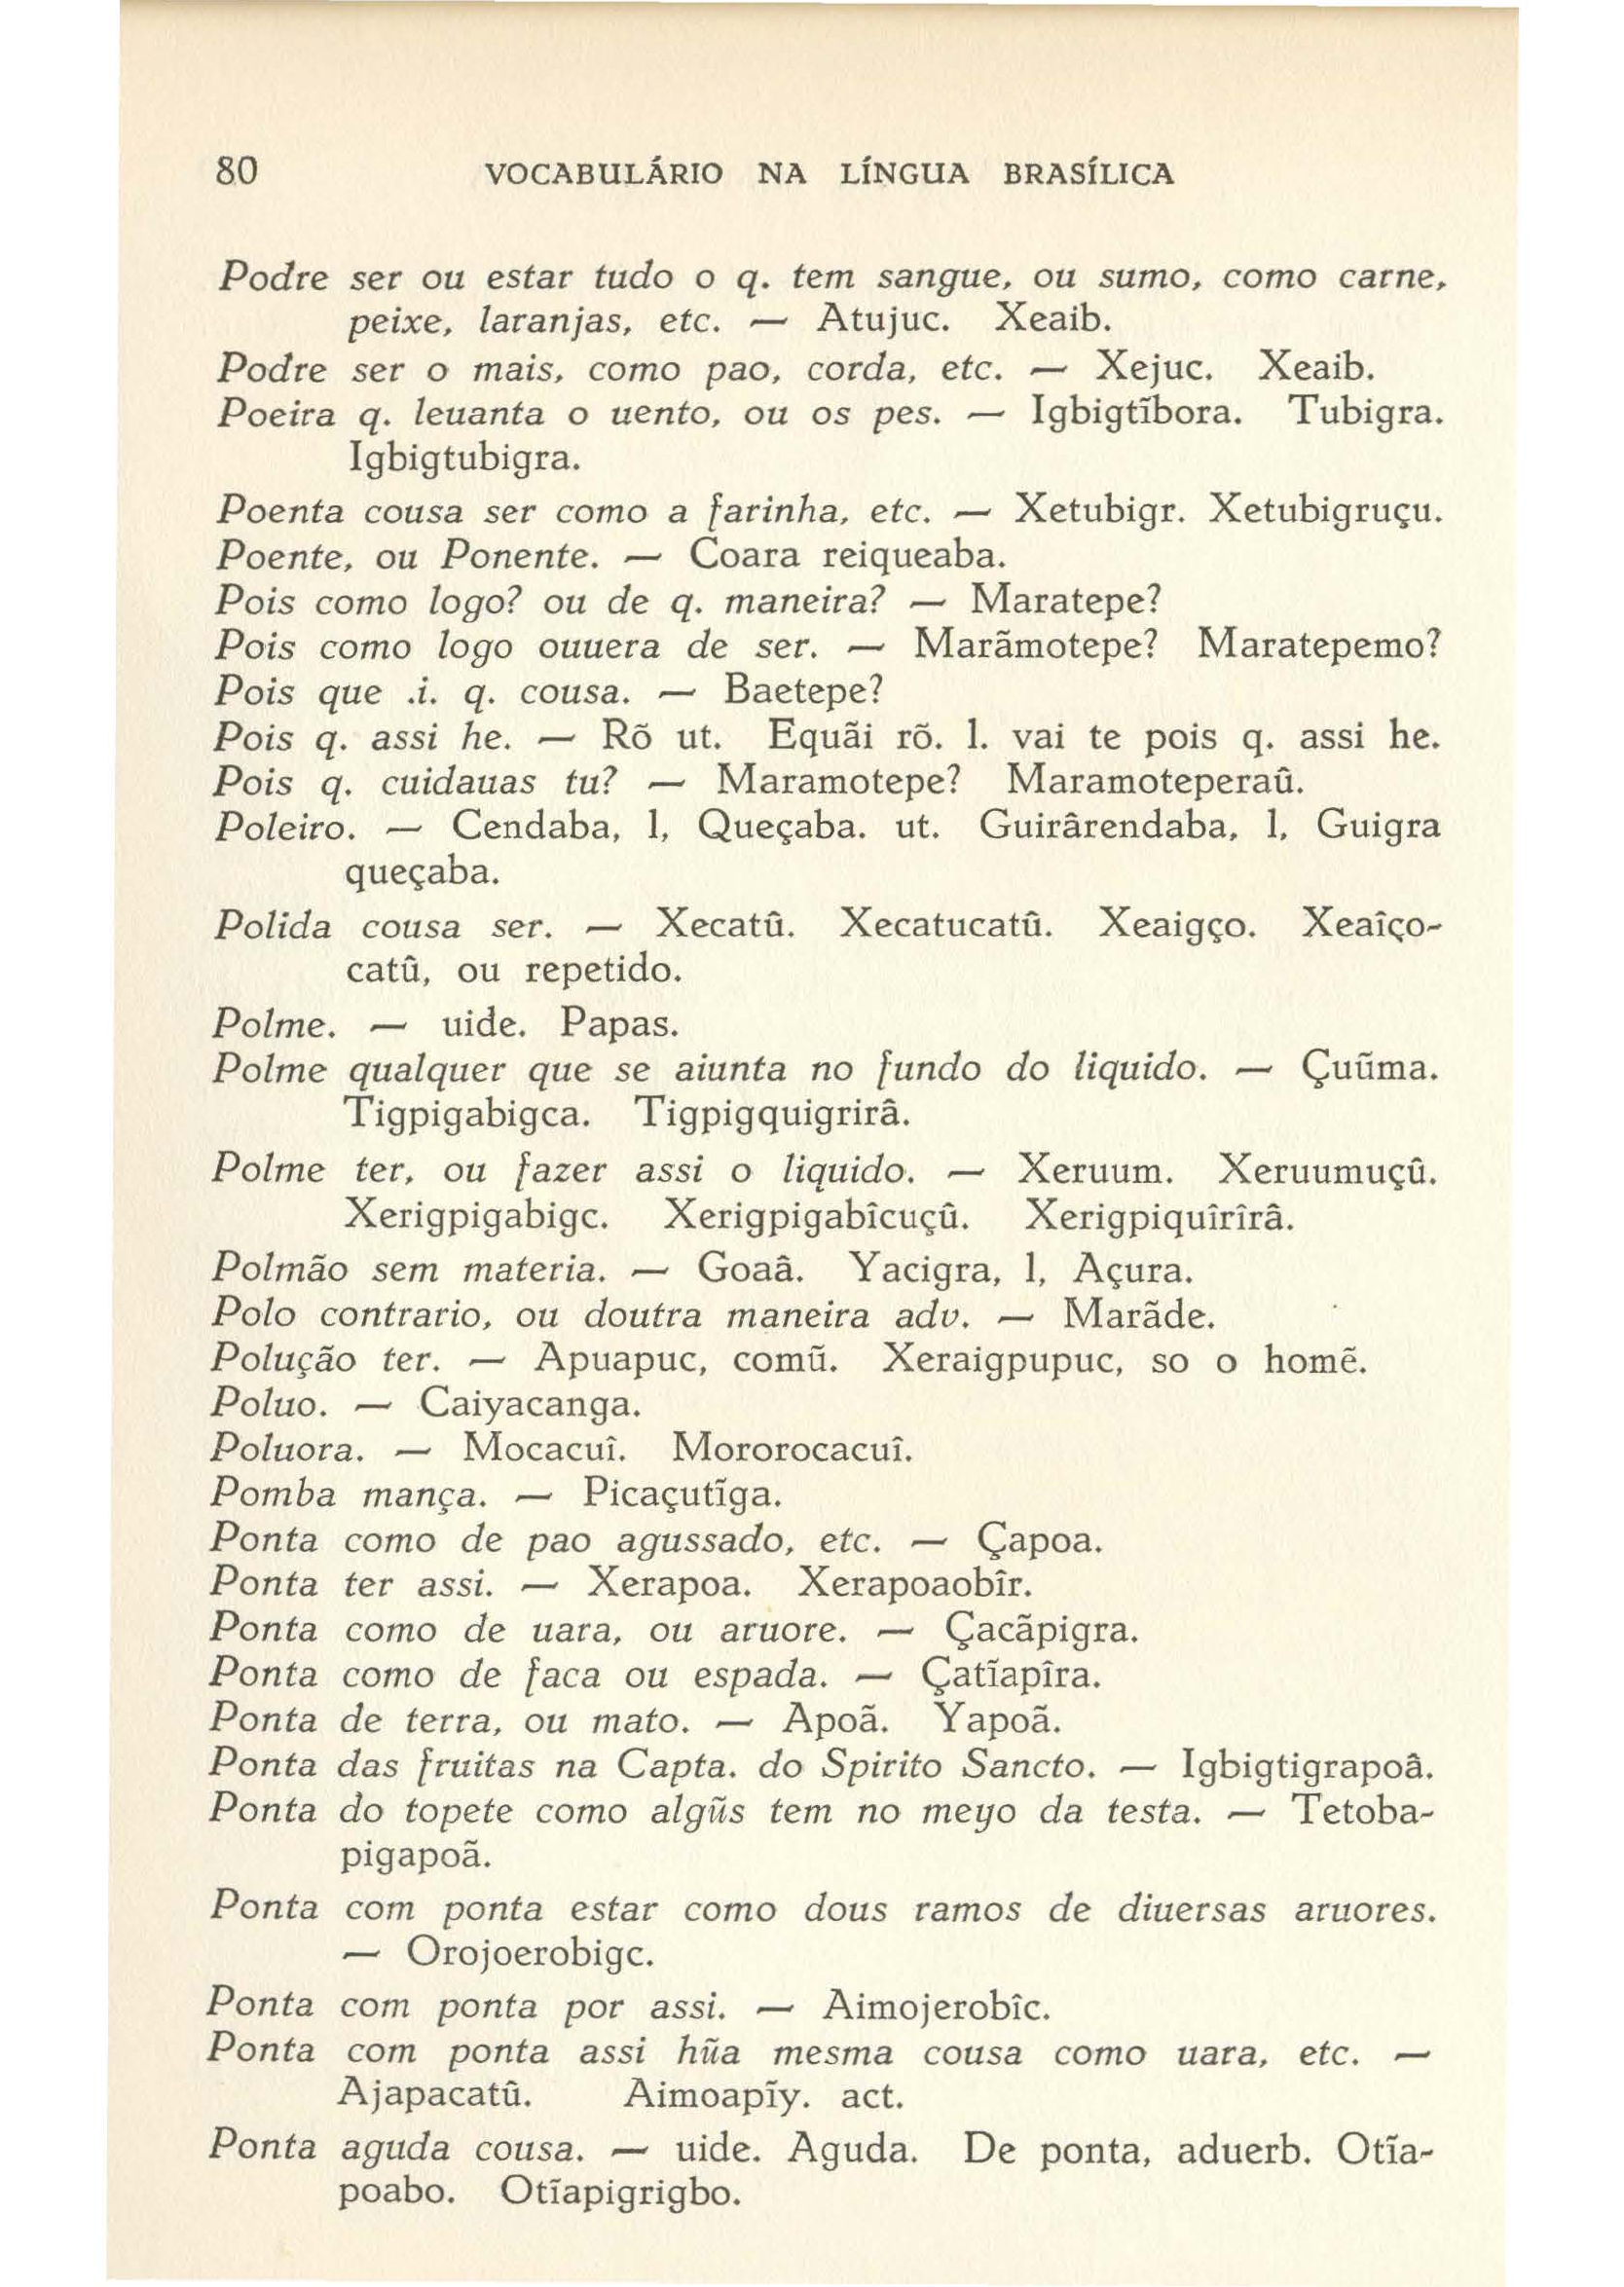 80 VOCABULÁRIO NA LÍNGUA BRASÍLICA
Podre ser ou estar tudo o q. tem sangue, ou sumo, como carne,
peixe, laranjas, etc. — Atujuc. Xeaib.
Podre ser o mais, como pao, corda, etc. — Xejuc. Xeaib.
Poeira q. leuanta o uento, ou os pes. — Igbigtĩbora. Tubigra.
Igbigtubigra.
Poenta cousa ser como a farinha, etc. — Xetubigr. Xetubigruçu.
Poente, ou Ponente. — Coara reiqueaba.
Pois como logo? ou de q. maneira? — Maratepe?
Pois como logo ouuera de ser. — Marãmotepe? Maratepemo?
Pois que .i. q. cousa. — Baetepe?
Pois q. assi he. — Rõ ut. Equãi rõ. l. vai te pois q. assi he.
Pois q. cuidauas tu? — Maramotepe? Maramoteperaû.
Poleiro. — Cendaba, l, Queçaba. ut. Guirârendaba, l, Guigra
queçaba.
Polida cousa ser. — Xecatû. Xecatucatû. Xeaigço. Xeaîço-
catû, ou repetido.
Polme. — uide. Papas.
Polme qualquer que se aiunta no fundo do liquido. — Çuũma.
Tigpigabigca. Tigpigquigrirâ.
Polme ter, ou fazer assi o liquido. — Xeruum. Xeruumuçû.
Xerigpigabigc. Xerigpigabîcuçû. Xerigpiquîrîrâ.
Polmão sem materia. — Goaâ. Yacigra, l, Açura.
Polo contrario, ou doutra maneira adv. — Marãde.
Polução ter. — Apuapuc, comũ. Xeraigpupuc, so o homẽ.
Poluo. — Caiyacanga.
Poluora. — Mocacuî. Mororocacuî.
Pomba mança. — Picaçutĩga.
Ponta como de pao agussado, etc. — Çapoa.
Ponta ter assi. — Xerapoa. Xerapoaobîr.
Ponta como de uara, ou aruore. — Çacãpigra.
Ponta como de faca ou espada. — Çatĩapîra.
Ponta de terra, ou mato. — Apoã. Yapoã.
Ponta das fruitas na Capta. do Spirito Sancto. — Igbigtigrapoâ.
Ponta do topete como algũs tem no meyo da testa. — Tetoba-
pigapoã.
Ponta com ponta estar como dous ramos de diuersas aruores.
— Orojoerobigc.
Ponta com ponta por assi. — Aimojerobîc.
Ponta com ponta assi hũa mesma cousa como uara, etc. —
Ajapacatû. Aimoapĩy. act.
Ponta aguda cousa. — uide. Aguda. De ponta, aduerb. Otĩa-
poabo. Otĩapigrigbo.